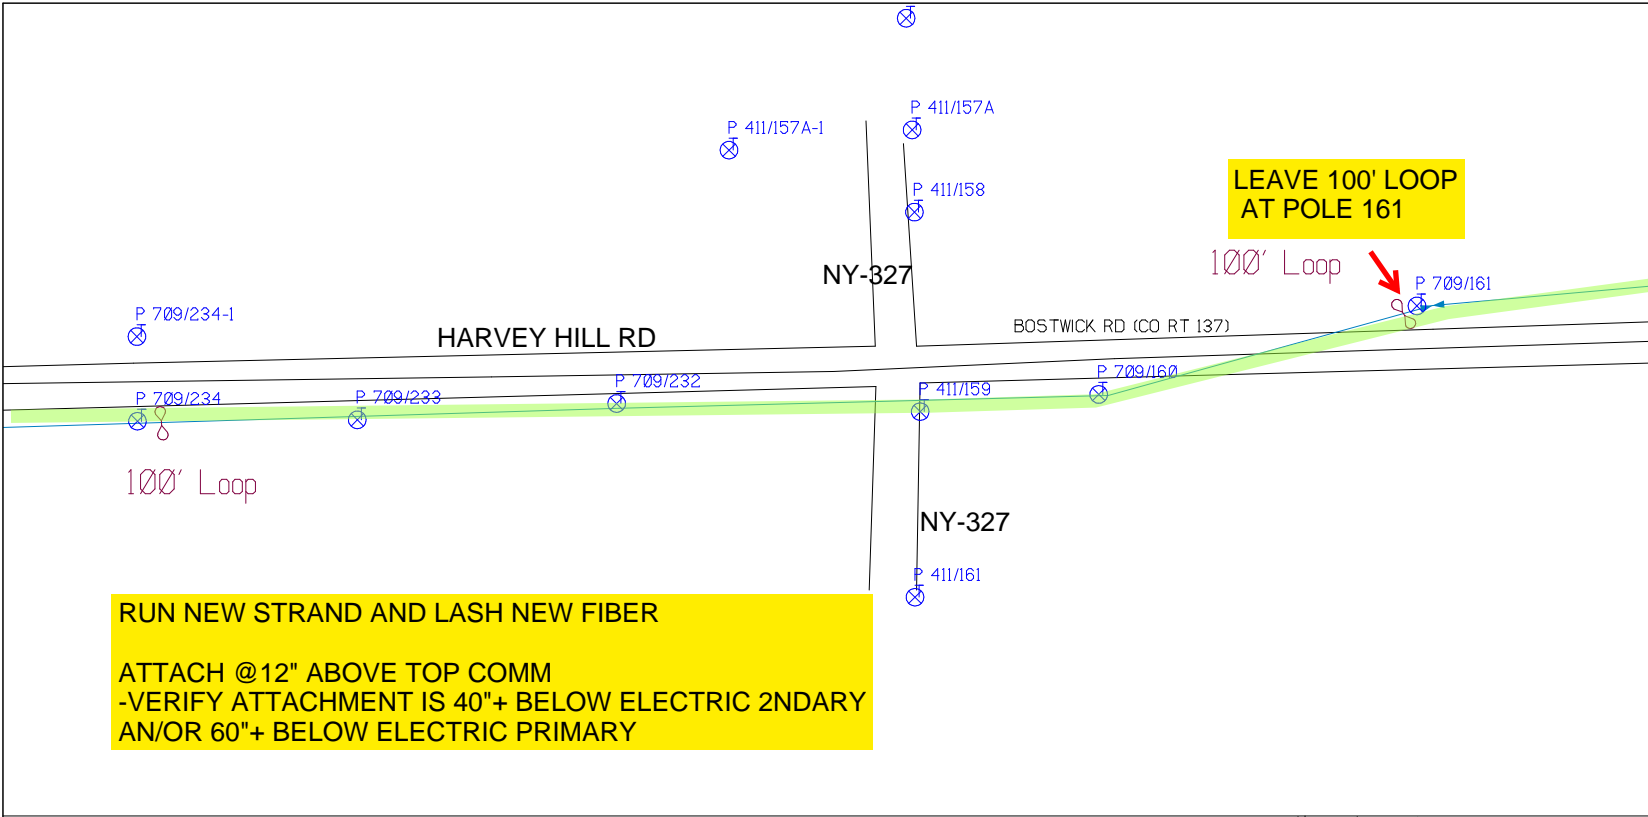 P 411/157A
P 411/157A-1
P 411/158
LEAVE 100' LOOP
AT POLE 161
100' Loop
NY-327
P 709/161
P 709/234-1
HARVEY HILL RD
BOSTWICK RD (CO RT 137)
P 709/160
P 709/232
P 411/159
P 709/234
P 709/233
100' Loop
NY-327
P 411/161
RUN NEW STRAND AND LASH NEW FIBER
ATTACH @12" ABOVE TOP COMM
-VERIFY ATTACHMENT IS 40"+ BELOW ELECTRIC 2NDARY
AN/OR 60"+ BELOW ELECTRIC PRIMARY